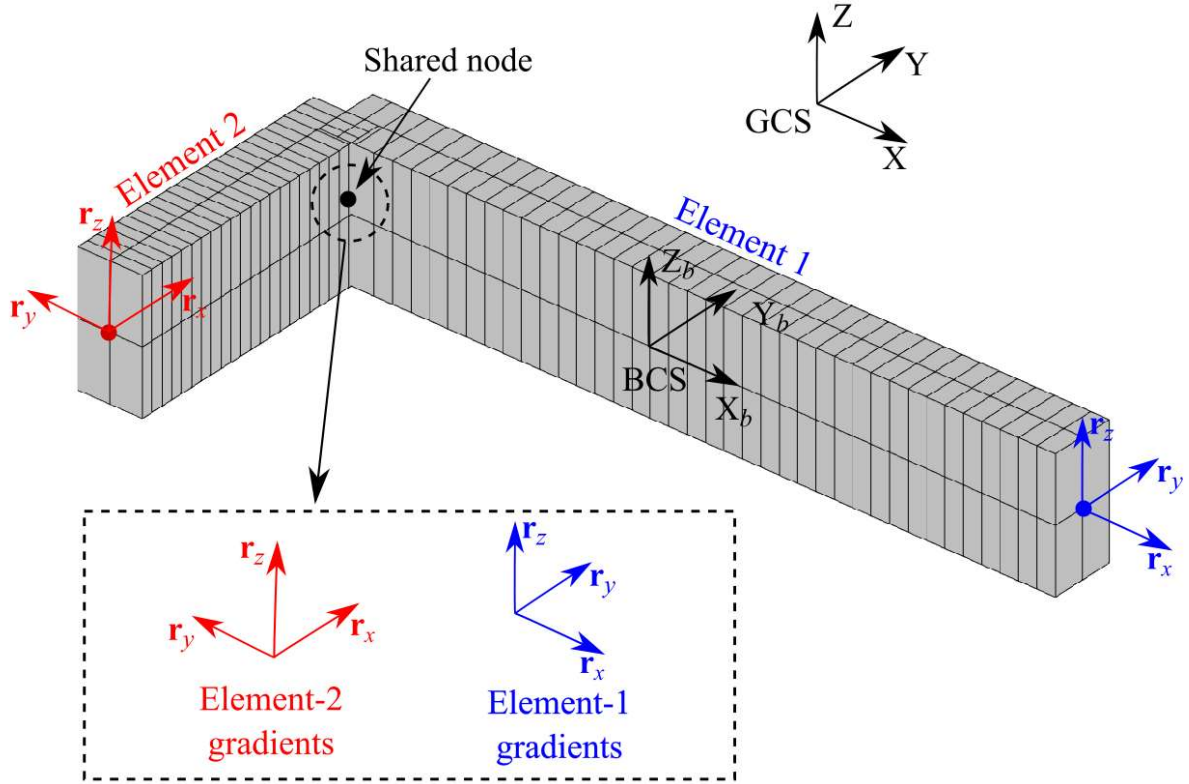 Z
Shared node
Y
GCS
X
Element 2
r_z
r_y
r_x
Element 1
Z_b
Y_b
BCS
X_b
r_z
r_y
r_x
r_z
r_y
r_x
Element-2
gradients
r_z
r_y
r_x
Element-1
gradients